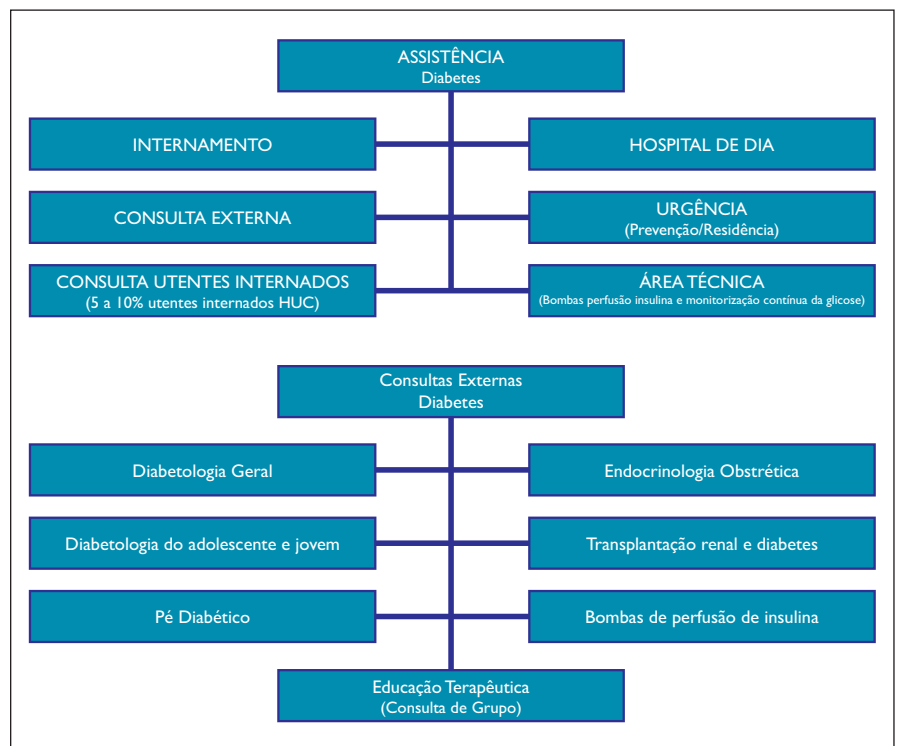 ASSISTÊNCIA
Diabetes
INTERNAMENTO
HOSPITAL DE DIA
CONSULTA EXTERNA
URGÊNCIA
(Prevenção/Residência)
CONSULTA UTENTES INTERNADOS
(5 a 10% utentes internados HUC)
ÁREA TÉCNICA
(Bombas perfusão insulina e monitorização contínua da glicose)
Consultas Externas
Diabetes
Diabetologia Geral
Endocrinologia Obstrética
Diabetologia do adolescente e jovem
Transplantação renal e diabetes
Pé Diabético
Bombas de perfusão de insulina
Educação Terapêutica
(Consulta de Grupo)